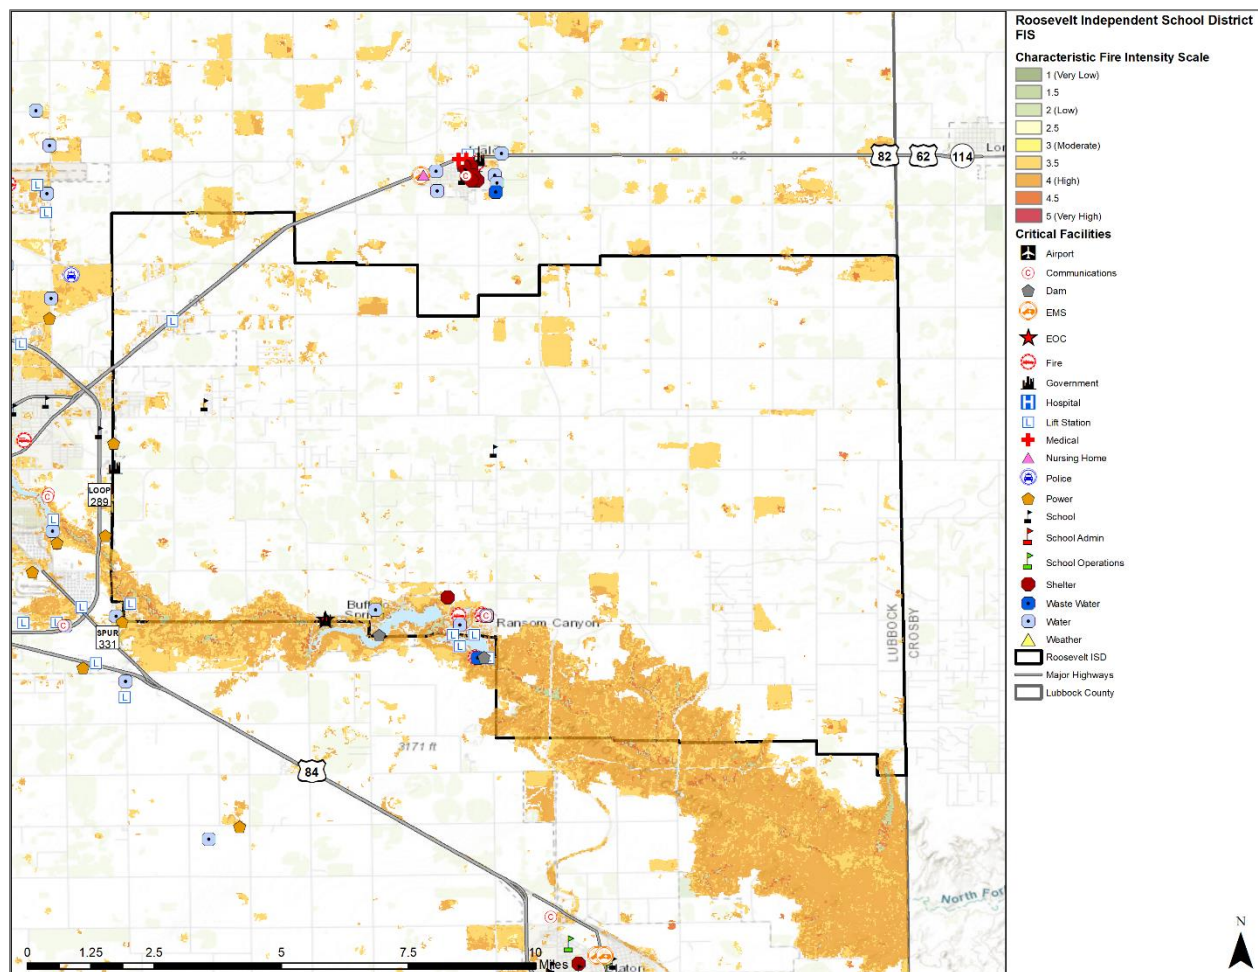 Roosevelt Independent School District
FIS
Characteristic Fire Intensity Scale
1 (Very Low)
1.5
2 (Low)
2.5
3 (Moderate)
3.5
4 (High)
4.5
5 (Very High)
Critical Facilities
Airport
C Communications
Dam
EMS
EOC
Fire
Government
H Hospital
L Lift Station
Medical
Nursing Home
Police
Power
School
School Admin
School Operations
Shelter
Waste Water
Water
Weather
Roosevelt ISD
Major Highways
Lubbock County
82 62 114
LOOP
289
Ransom Canyon
SPUR
331
LUBBOCK
CROSBY
3171 ft
84
0 1.25 2.5 5 7.5 10
Miles
N